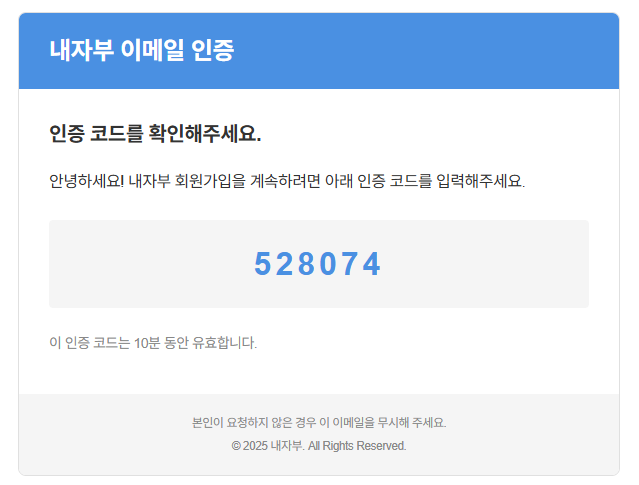 내자부 이메일 인증
인증 코드를 확인해주세요.
안녕하세요! 내자부 회원가입을 계속하려면 아래 인증 코드를 입력해주세요.
528074
이 인증 코드는 10분 동안 유효합니다.
본인이 요청하지 않은 경우 이 이메일을 무시해 주세요.
© 2025 내자부. All Rights Reserved.